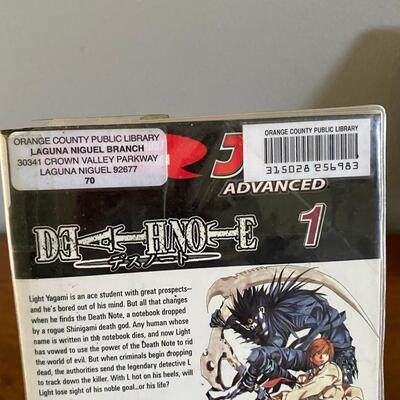 ORANGE COUNTY PUBLIC LIBRARY
LAGUNA NIGUEL BRANCH
30341 CROWN VALLEY PARKWAY
LAGUNA NIGUEL 92677
70
ORANGE COUNTY PUBLIC LIBRARY
315028 256983
ADVANCED
DEATHNOTE
デスノート
1
Light Yagami is an ace student with great prospects—
and he's bored out of his mind. But all that changes
when he finds the Death Note, a notebook dropped
by a rogue Shinigami death god. Any human whose
name is written in the notebook dies, and now Light
has vowed to use the power of the Death Note to rid
the world of evil. But when criminals begin dropping
dead, the authorities send the legendary detective L
to track down the killer. With L hot on his heels, will
Light lose sight of his noble goal...or his life?